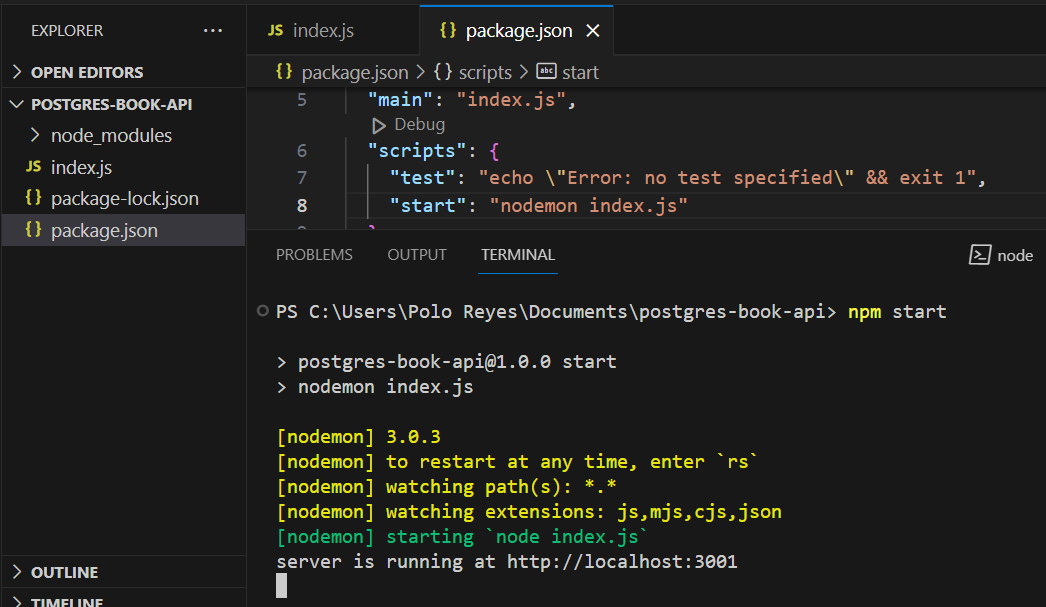 EXPLORER
···
OPEN EDITORS
POSTGRES-BOOK-API
node_modules
JS index.js
{} package-lock.json
{} package.json
OUTLINE
TIMELINE
JS index.js
{} package.json ×
{} package.json > {} scripts > abc start
5 "main": "index.js",
Debug
6 "scripts": {
7 "test": "echo \"Error: no test specified\" && exit 1",
8 "start": "nodemon index.js"
PROBLEMS OUTPUT TERMINAL
node
PS C:\Users\Polo Reyes\Documents\postgres-book-api> npm start
> postgres-book-api@1.0.0 start
> nodemon index.js
[nodemon] 3.0.3
[nodemon] to restart at any time, enter `rs`
[nodemon] watching path(s): *.*
[nodemon] watching extensions: js,mjs,cjs,json
[nodemon] starting `node index.js`
server is running at http://localhost:3001